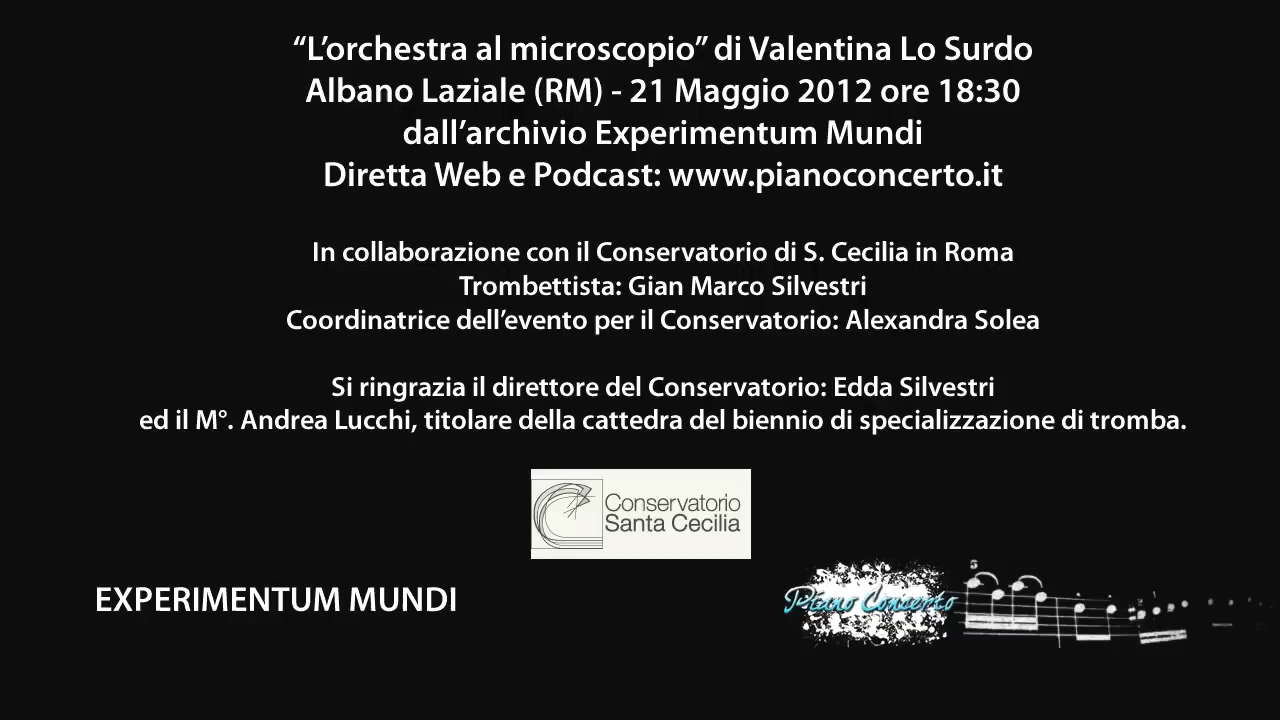 “L’orchestra al microscopio” di Valentina Lo Surdo
Albano Laziale (RM) - 21 Maggio 2012 ore 18:30
dall’archivio Experimentum Mundi
Diretta Web e Podcast: www.pianoconcerto.it
In collaborazione con il Conservatorio di S. Cecilia in Roma
Trombettista: Gian Marco Silvestri
Coordinatrice dell’evento per il Conservatorio: Alexandra Solea
Si ringrazia il direttore del Conservatorio: Edda Silvestri
ed il M°. Andrea Lucchi, titolare della cattedra del biennio di specializzazione di tromba.
Conservatorio
Santa Cecilia
EXPERIMENTUM MUNDI
Piano Concerto